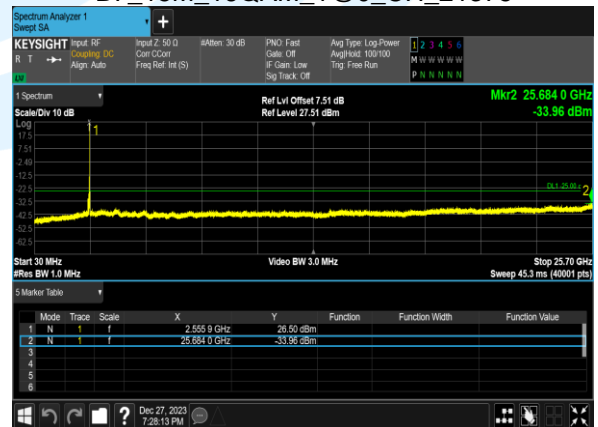 Spectrum Analyzer 1
Swept SA
+
KEYSIGHT Input: RF Input Z: 50 Ω #Atten: 30 dB PNO: Fast Avg Type: Log-Power 1 2 3 4 5 6
R T Coupling: DC Corr CCorr Gate: Off Avg|Hold: 100/100 M W W W W W
Align: Auto Freq Ref: Int (S) IF Gain: Low Trig: Free Run
Sig Track: Off P N N N N N
1 Spectrum Ref Lvl Offset 7.51 dB Mkr2 25.684 0 GHz
Scale/Div 10 dB Ref Level 27.51 dBm -33.96 dBm
Log
17.5 1
7.51
-2.49
-12.5
-22.5 DL1 -25.00
-32.5 2
-42.5
-52.5
-62.5
Start 30 MHz Video BW 3.0 MHz Stop 25.70 GHz
#Res BW 1.0 MHz Sweep 45.3 ms (40001 pts)
5 Marker Table
Mode Trace Scale X Y Function Function Width Function Value
1 N 1 f 2.555 9 GHz 26.50 dBm
2 N 1 f 25.684 0 GHz -33.96 dBm
3
4
5
6
? Dec 27, 2023
7:28:13 PM